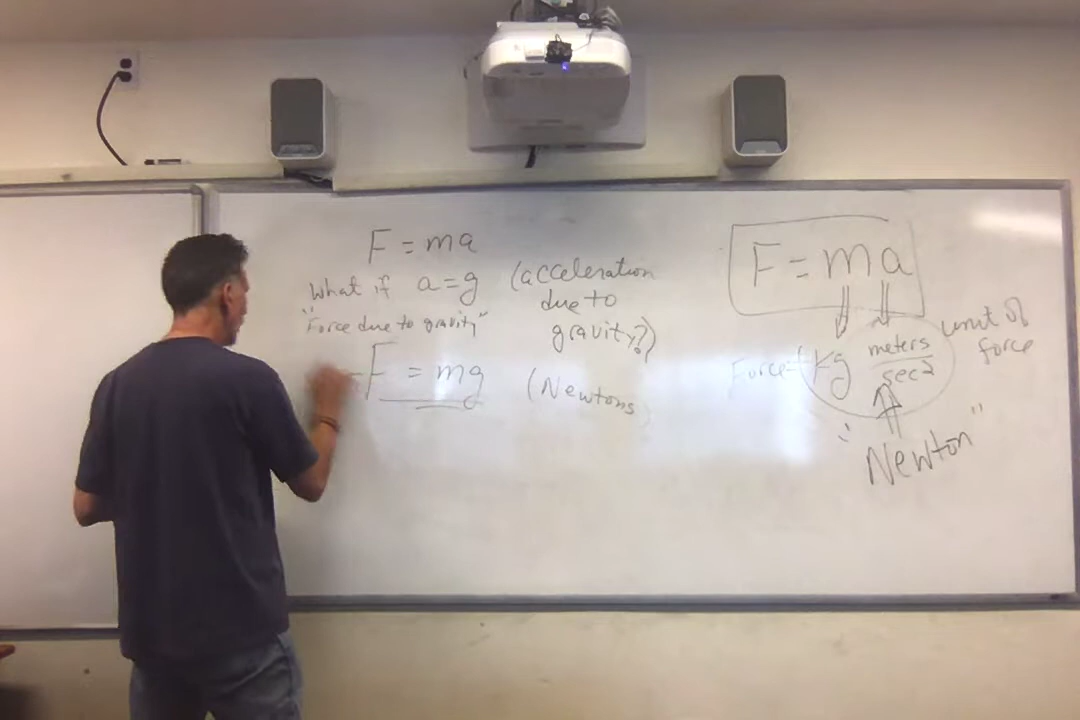 F = ma
What if a = g (acceleration
due to
gravity?)
"Force due to gravity"
F = mg (Newtons)
F = ma
unit of
force
Force = kg meters
sec2
"Newton"